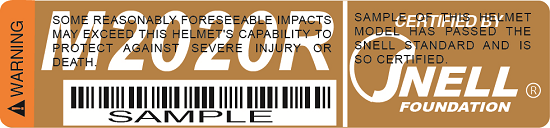 WARNING
SOME REASONABLY FORESEEABLE IMPACTS
MAY EXCEED THIS HELMET'S CAPABILITY TO
PROTECT AGAINST SEVERE INJURY OR
DEATH.
M2020R
SAMPLE
SAMPLE OF THIS HELMET
MODEL HAS PASSED THE
SNELL STANDARD AND IS
SO CERTIFIED.
CERTIFIED BY
SNELL ®
FOUNDATION